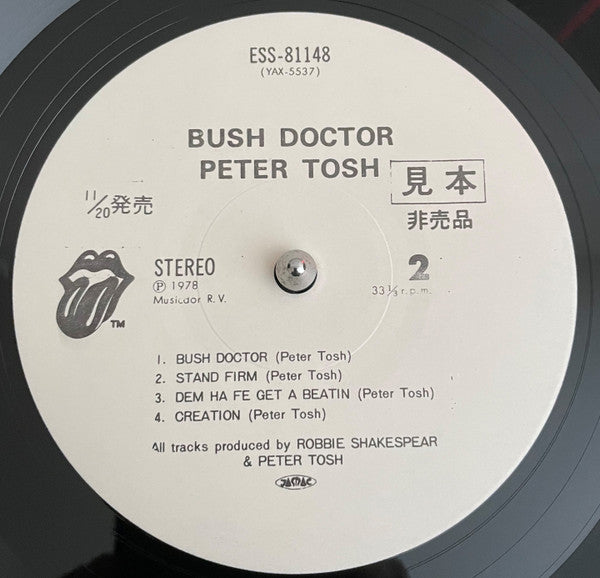 ESS-81148
(YAX-5537)
BUSH DOCTOR
PETER TOSH
見本
非売品
11/20発売
STEREO
Ⓟ 1978
Musidor R. V.
TM
2
33⅓ r.p.m.
1. BUSH DOCTOR (Peter Tosh)
2. STAND FIRM (Peter Tosh)
3. DEM HA FE GET A BEATIN (Peter Tosh)
4. CREATION (Peter Tosh)
All tracks produced by ROBBIE SHAKESPEAR
& PETER TOSH